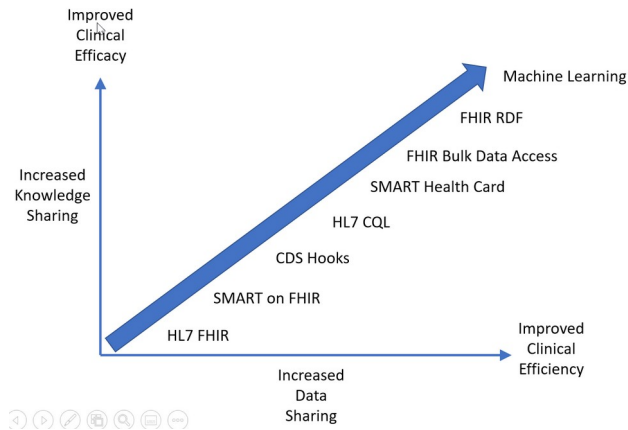 Improved
Clinical
Efficacy
Machine Learning
FHIR RDF
FHIR Bulk Data Access
SMART Health Card
Increased
Knowledge
Sharing
HL7 CQL
CDS Hooks
SMART on FHIR
HL7 FHIR
Improved
Clinical
Efficiency
Increased
Data
Sharing